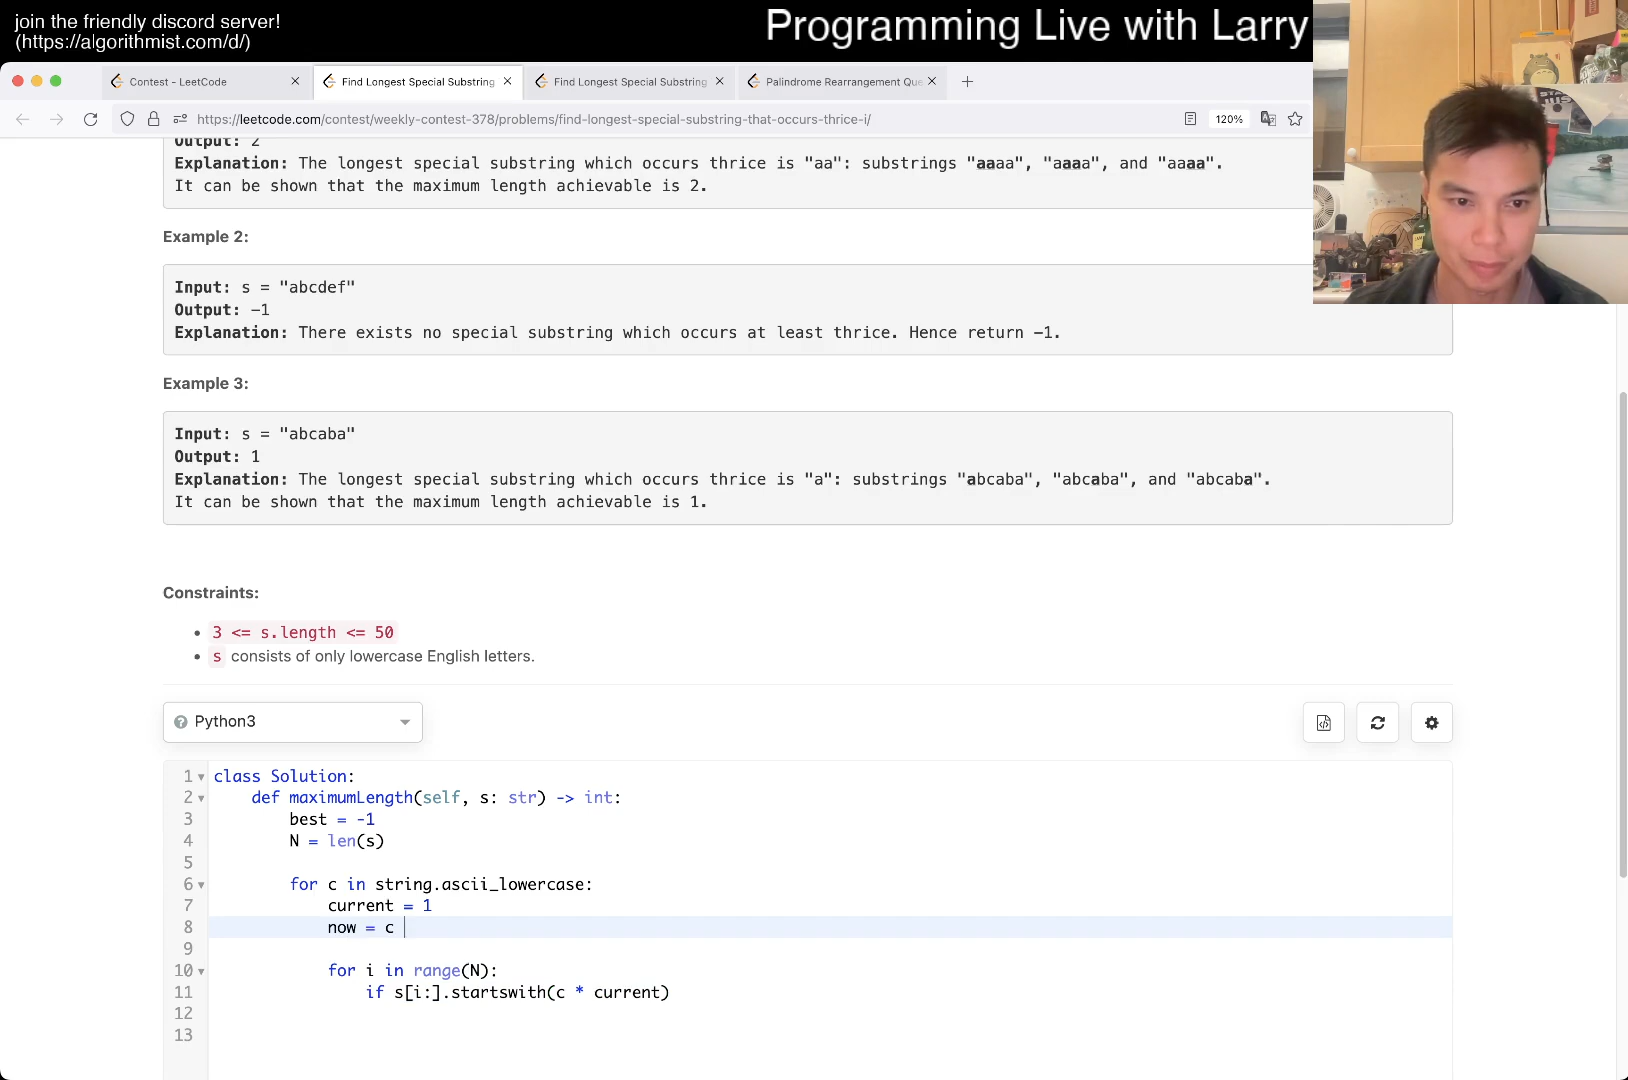 join the friendly discord server!
(https://algorithmist.com/d/)
Programming Live with Larry
Contest - LeetCode
Find Longest Special Substring
Find Longest Special Substring
Palindrome Rearrangement Que
https://leetcode.com/contest/weekly-contest-378/problems/find-longest-special-substring-that-occurs-thrice-i/
120%
Output: 2
Explanation: The longest special substring which occurs thrice is "aa": substrings "aaaa", "aaaa", and "aaaa".
It can be shown that the maximum length achievable is 2.
Example 2:
Input: s = "abcdef"
Output: -1
Explanation: There exists no special substring which occurs at least thrice. Hence return -1.
Example 3:
Input: s = "abcaba"
Output: 1
Explanation: The longest special substring which occurs thrice is "a": substrings "abcaba", "abcaba", and "abcaba".
It can be shown that the maximum length achievable is 1.
Constraints:
• 3 <= s.length <= 50
• s consists of only lowercase English letters.
Python3
1 class Solution:
2 def maximumLength(self, s: str) -> int:
3 best = -1
4 N = len(s)
5
6 for c in string.ascii_lowercase:
7 current = 1
8 now = c
9
10 for i in range(N):
11 if s[i:].startswith(c * current)
12
13